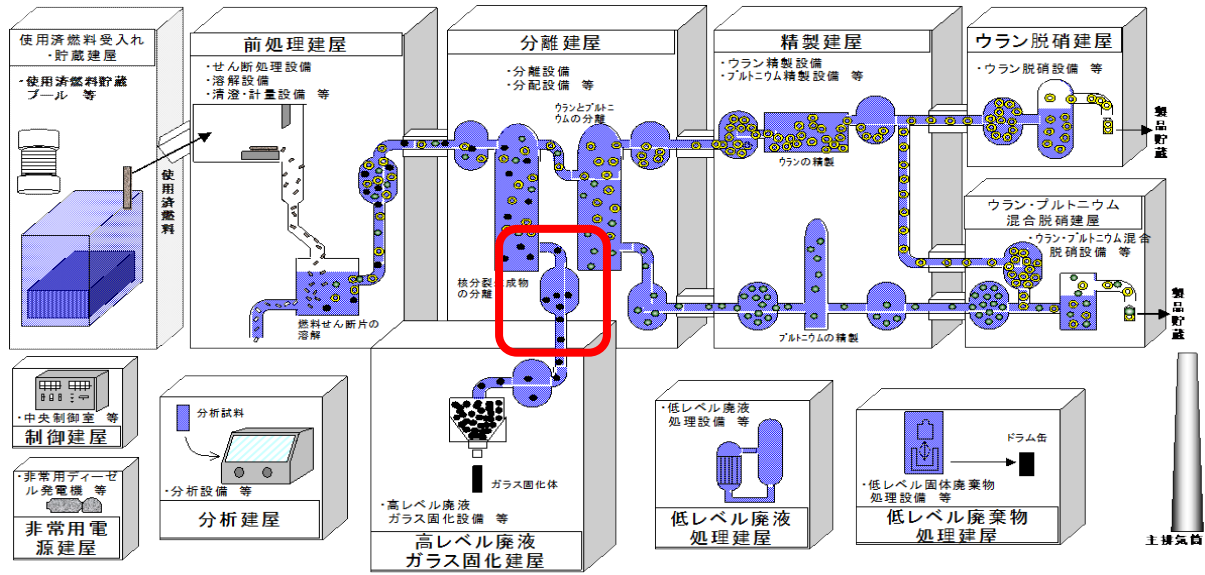 使用済燃料受入れ
・貯蔵建屋
・使用済燃料貯蔵
プール 等
使用済燃料
前処理建屋
・せん断処理設備
・溶解設備
・清澄・計量設備 等
燃料せん断片の
溶解
分離建屋
・分離設備
・分配設備 等
ウランとプルトニ
ウムの分離
核分裂生成物
の分離
精製建屋
・ウラン精製設備
・プルトニウム精製設備 等
ウランの精製
プルトニウムの精製
ウラン脱硝建屋
・ウラン脱硝設備 等
製品貯蔵
ウラン・プルトニウム
混合脱硝建屋
・ウラン・プルトニウム混合
脱硝設備 等
製品貯蔵
・中央制御室 等
制御建屋
・非常用ディーゼ
ル発電機 等
非常用電
源建屋
分析試料
・分析設備 等
分析建屋
ガラス固化体
・高レベル廃液
ガラス固化設備 等
高レベル廃液
ガラス固化建屋
・低レベル廃液
処理設備 等
低レベル廃液
処理建屋
ドラム缶
・低レベル固体廃棄物
処理設備 等
低レベル廃棄物
処理建屋
主排気筒